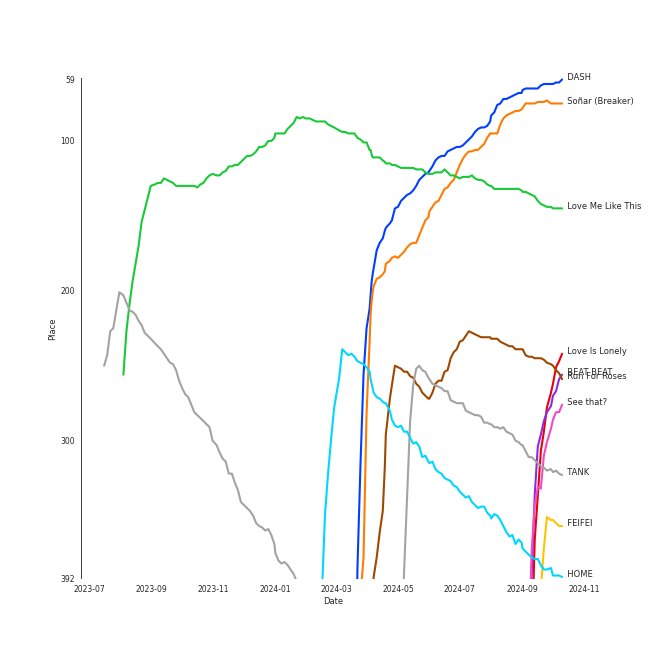 59
100
200
300
392
Place
2023-07
2023-09
2023-11
2024-01
2024-03
2024-05
2024-07
2024-09
2024-11
Date
DASH
Soñar (Breaker)
Love Me Like This
Love Is Lonely
BEAT BEAT
Run For Roses
See that?
TANK
FEIFEI
HOME